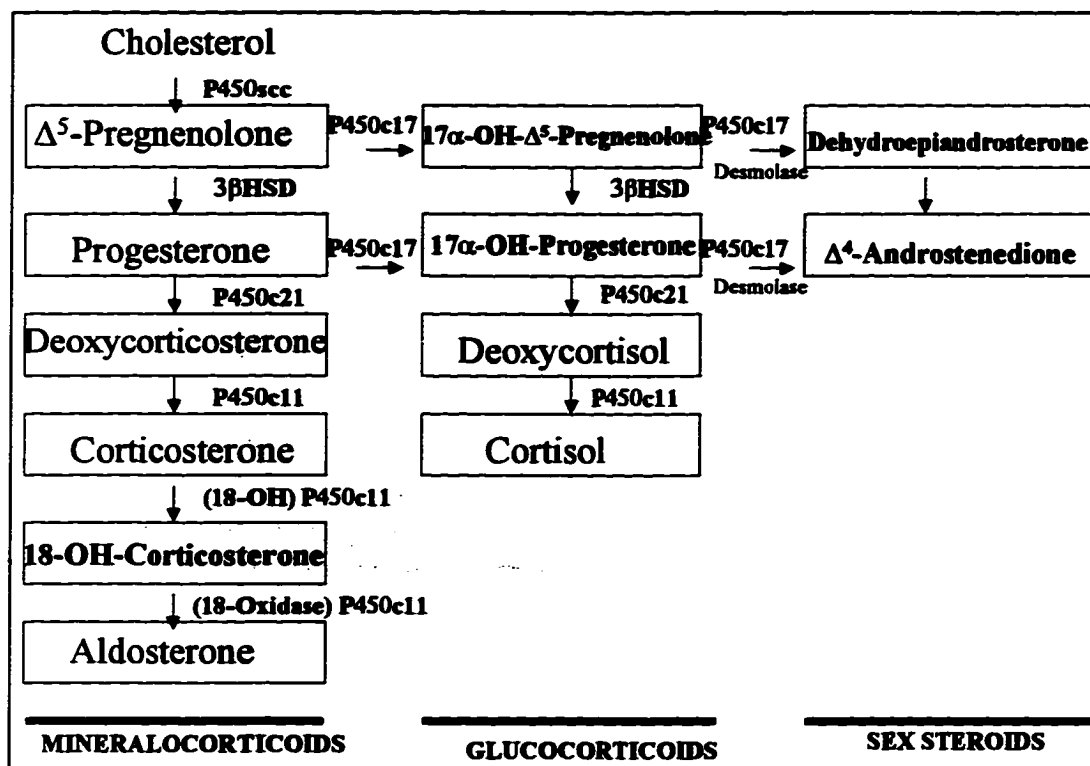 Cholesterol
P450scc
Δ⁵-Pregnenolone
P450c17
17α-OH-Δ⁵-Pregnenolone
P450c17
Desmolase
Dehydroepiandrosterone
3βHSD
3βHSD
Progesterone
P450c17
17α-OH-Progesterone
P450c17
Desmolase
Δ⁴-Androstenedione
P450c21
P450c21
Deoxycorticosterone
Deoxycortisol
P450c11
P450c11
Corticosterone
Cortisol
(18-OH) P450c11
18-OH-Corticosterone
(18-Oxidase) P450c11
Aldosterone
MINERALOCORTICOIDS
GLUCOCORTICOIDS
SEX STEROIDS